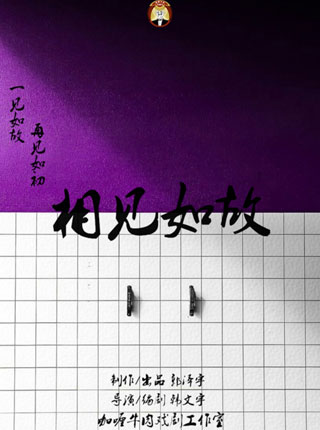 一见如故
再见如初
相见如故
制作/出品 张泽宇
导演/编剧 韩文宇
咖喱牛肉戏剧工作室